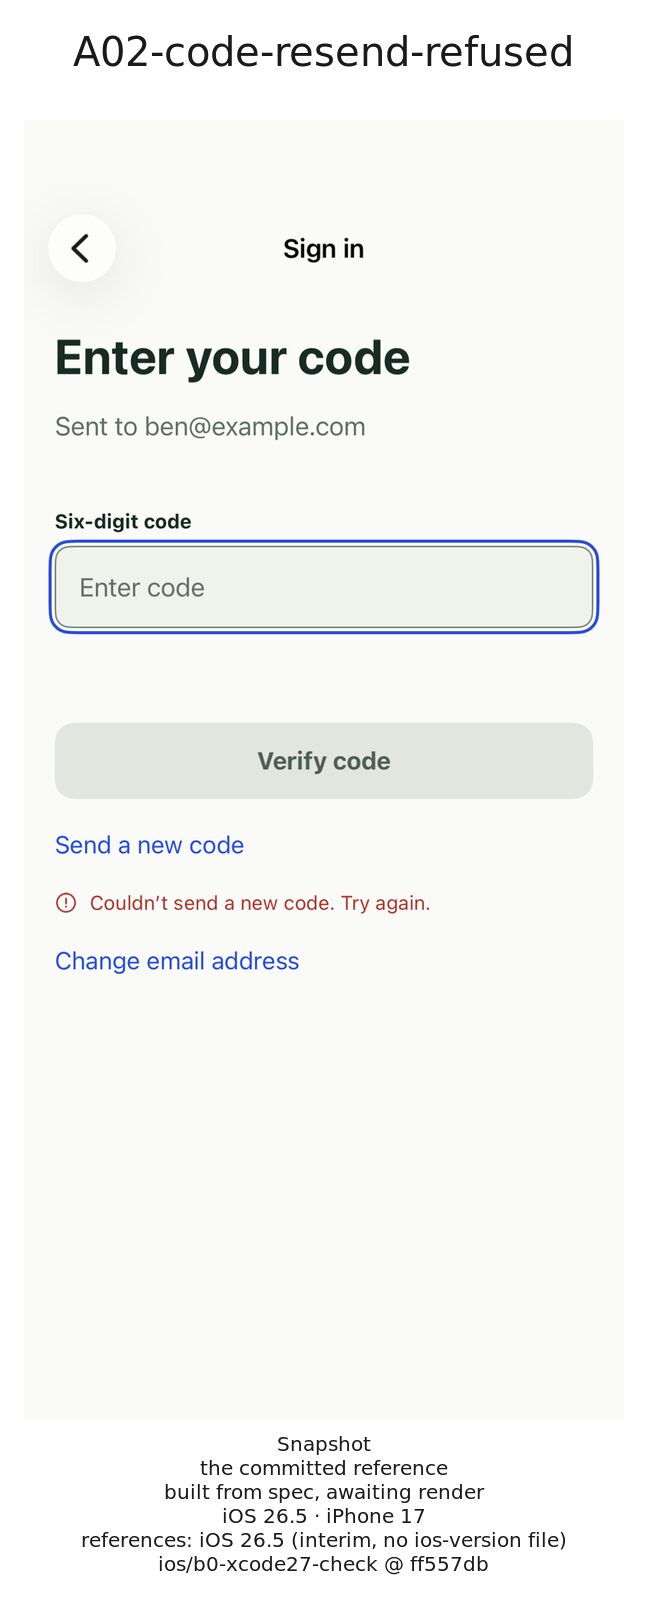 A02-code-resend-refused
Sign in
Enter your code
Sent to ben@example.com
Six-digit code
Enter code
Verify code
Send a new code
Couldn’t send a new code. Try again.
Change email address
Snapshot
the committed reference
built from spec, awaiting render
iOS 26.5 · iPhone 17
references: iOS 26.5 (interim, no ios-version file)
ios/b0-xcode27-check @ ff557db